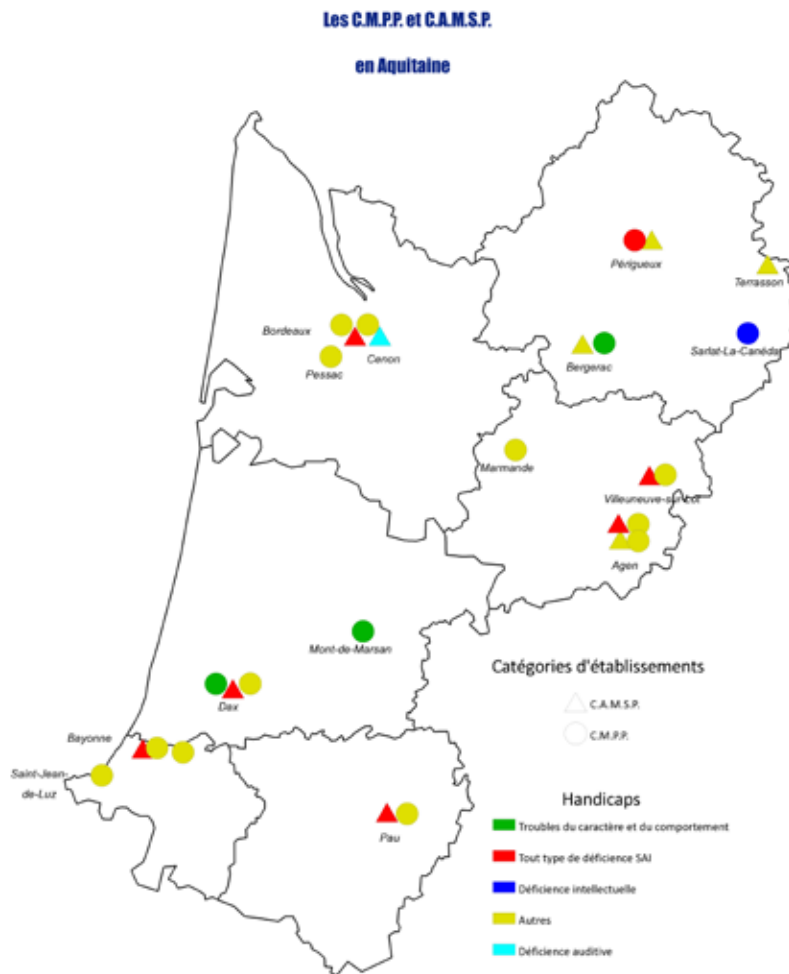 Les C.M.P.P. et C.A.M.S.P.
en Aquitaine
Périgueux
Terrasson
Bordeaux
Cenon
Pessac
Bergerac
Sarlat-La-Canéda
Marmande
Villeuneuve-sur-Lot
Agen
Mont-de-Marsan
Dax
Bayonne
Saint-Jean-
de-Luz
Pau
Catégories d'établissements
C.A.M.S.P.
C.M.P.P.
Handicaps
Troubles du caractère et du comportement
Tout type de déficience SAI
Déficience intellectuelle
Autres
Déficience auditive